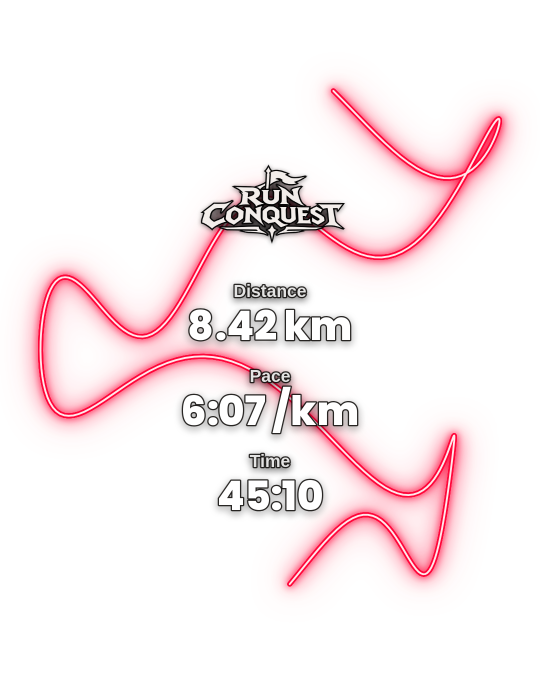 RUN
CONQUEST
Distance
8.42 km
Pace
6:07 /km
Time
45:10